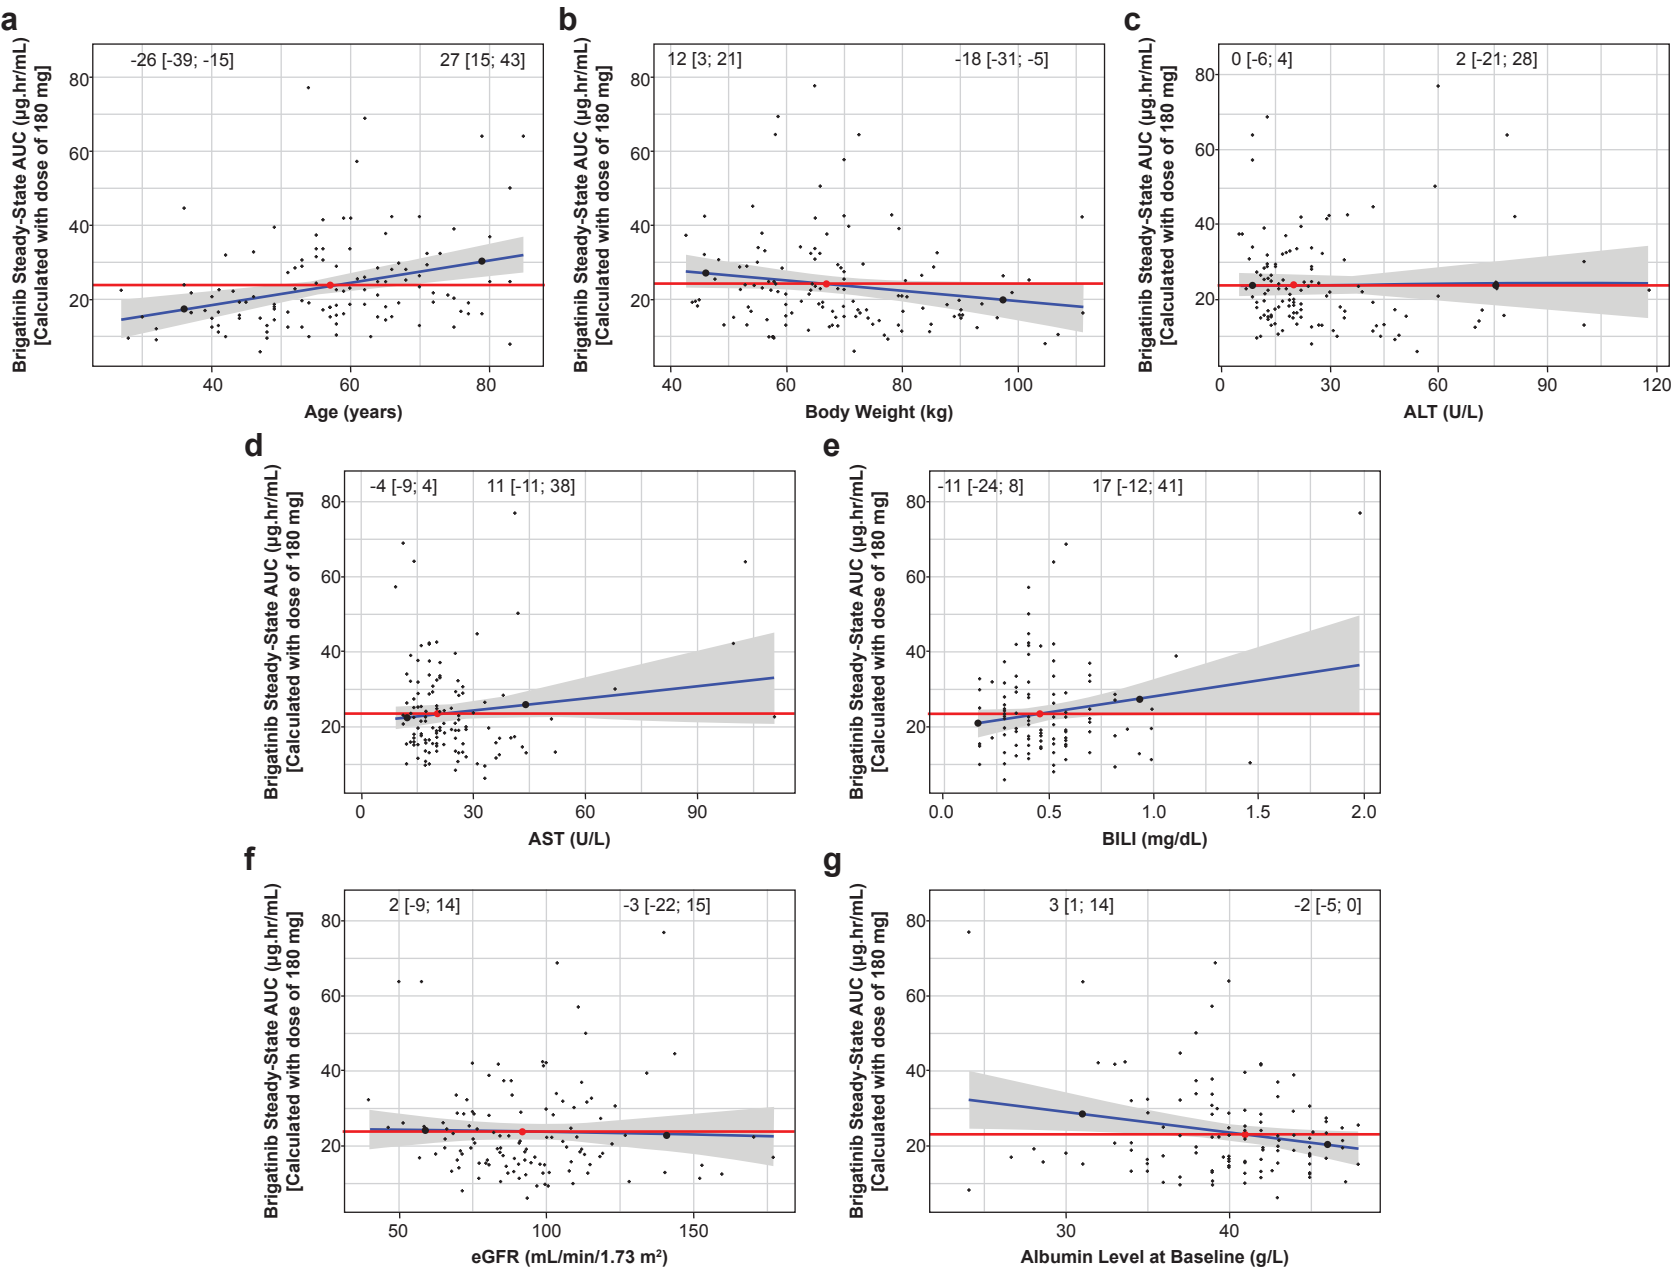 a
Brigatinib Steady-State AUC (µg.hr/mL)
[Calculated with dose of 180 mg]
-26 [-39; -15]
27 [15; 43]
80
60
40
20
40
60
80
Age (years)
b
Brigatinib Steady-State AUC (µg.hr/mL)
[Calculated with dose of 180 mg]
12 [3; 21]
-18 [-31; -5]
80
60
40
20
40
60
80
100
Body Weight (kg)
c
Brigatinib Steady-State AUC (µg.hr/mL)
[Calculated with dose of 180 mg]
0 [-6; 4]
2 [-21; 28]
80
60
40
20
0
30
60
90
120
ALT (U/L)
d
Brigatinib Steady-State AUC (µg.hr/mL)
[Calculated with dose of 180 mg]
-4 [-9; 4]
11 [-11; 38]
80
60
40
20
0
30
60
90
AST (U/L)
e
Brigatinib Steady-State AUC (µg.hr/mL)
[Calculated with dose of 180 mg]
-11 [-24; 8]
17 [-12; 41]
80
60
40
20
0.0
0.5
1.0
1.5
2.0
BILI (mg/dL)
f
Brigatinib Steady-State AUC (µg.hr/mL)
[Calculated with dose of 180 mg]
2 [-9; 14]
-3 [-22; 15]
80
60
40
20
50
100
150
eGFR (mL/min/1.73 m²)
g
Brigatinib Steady-State AUC (µg.hr/mL)
[Calculated with dose of 180 mg]
3 [1; 14]
-2 [-5; 0]
80
60
40
20
30
40
Albumin Level at Baseline (g/L)